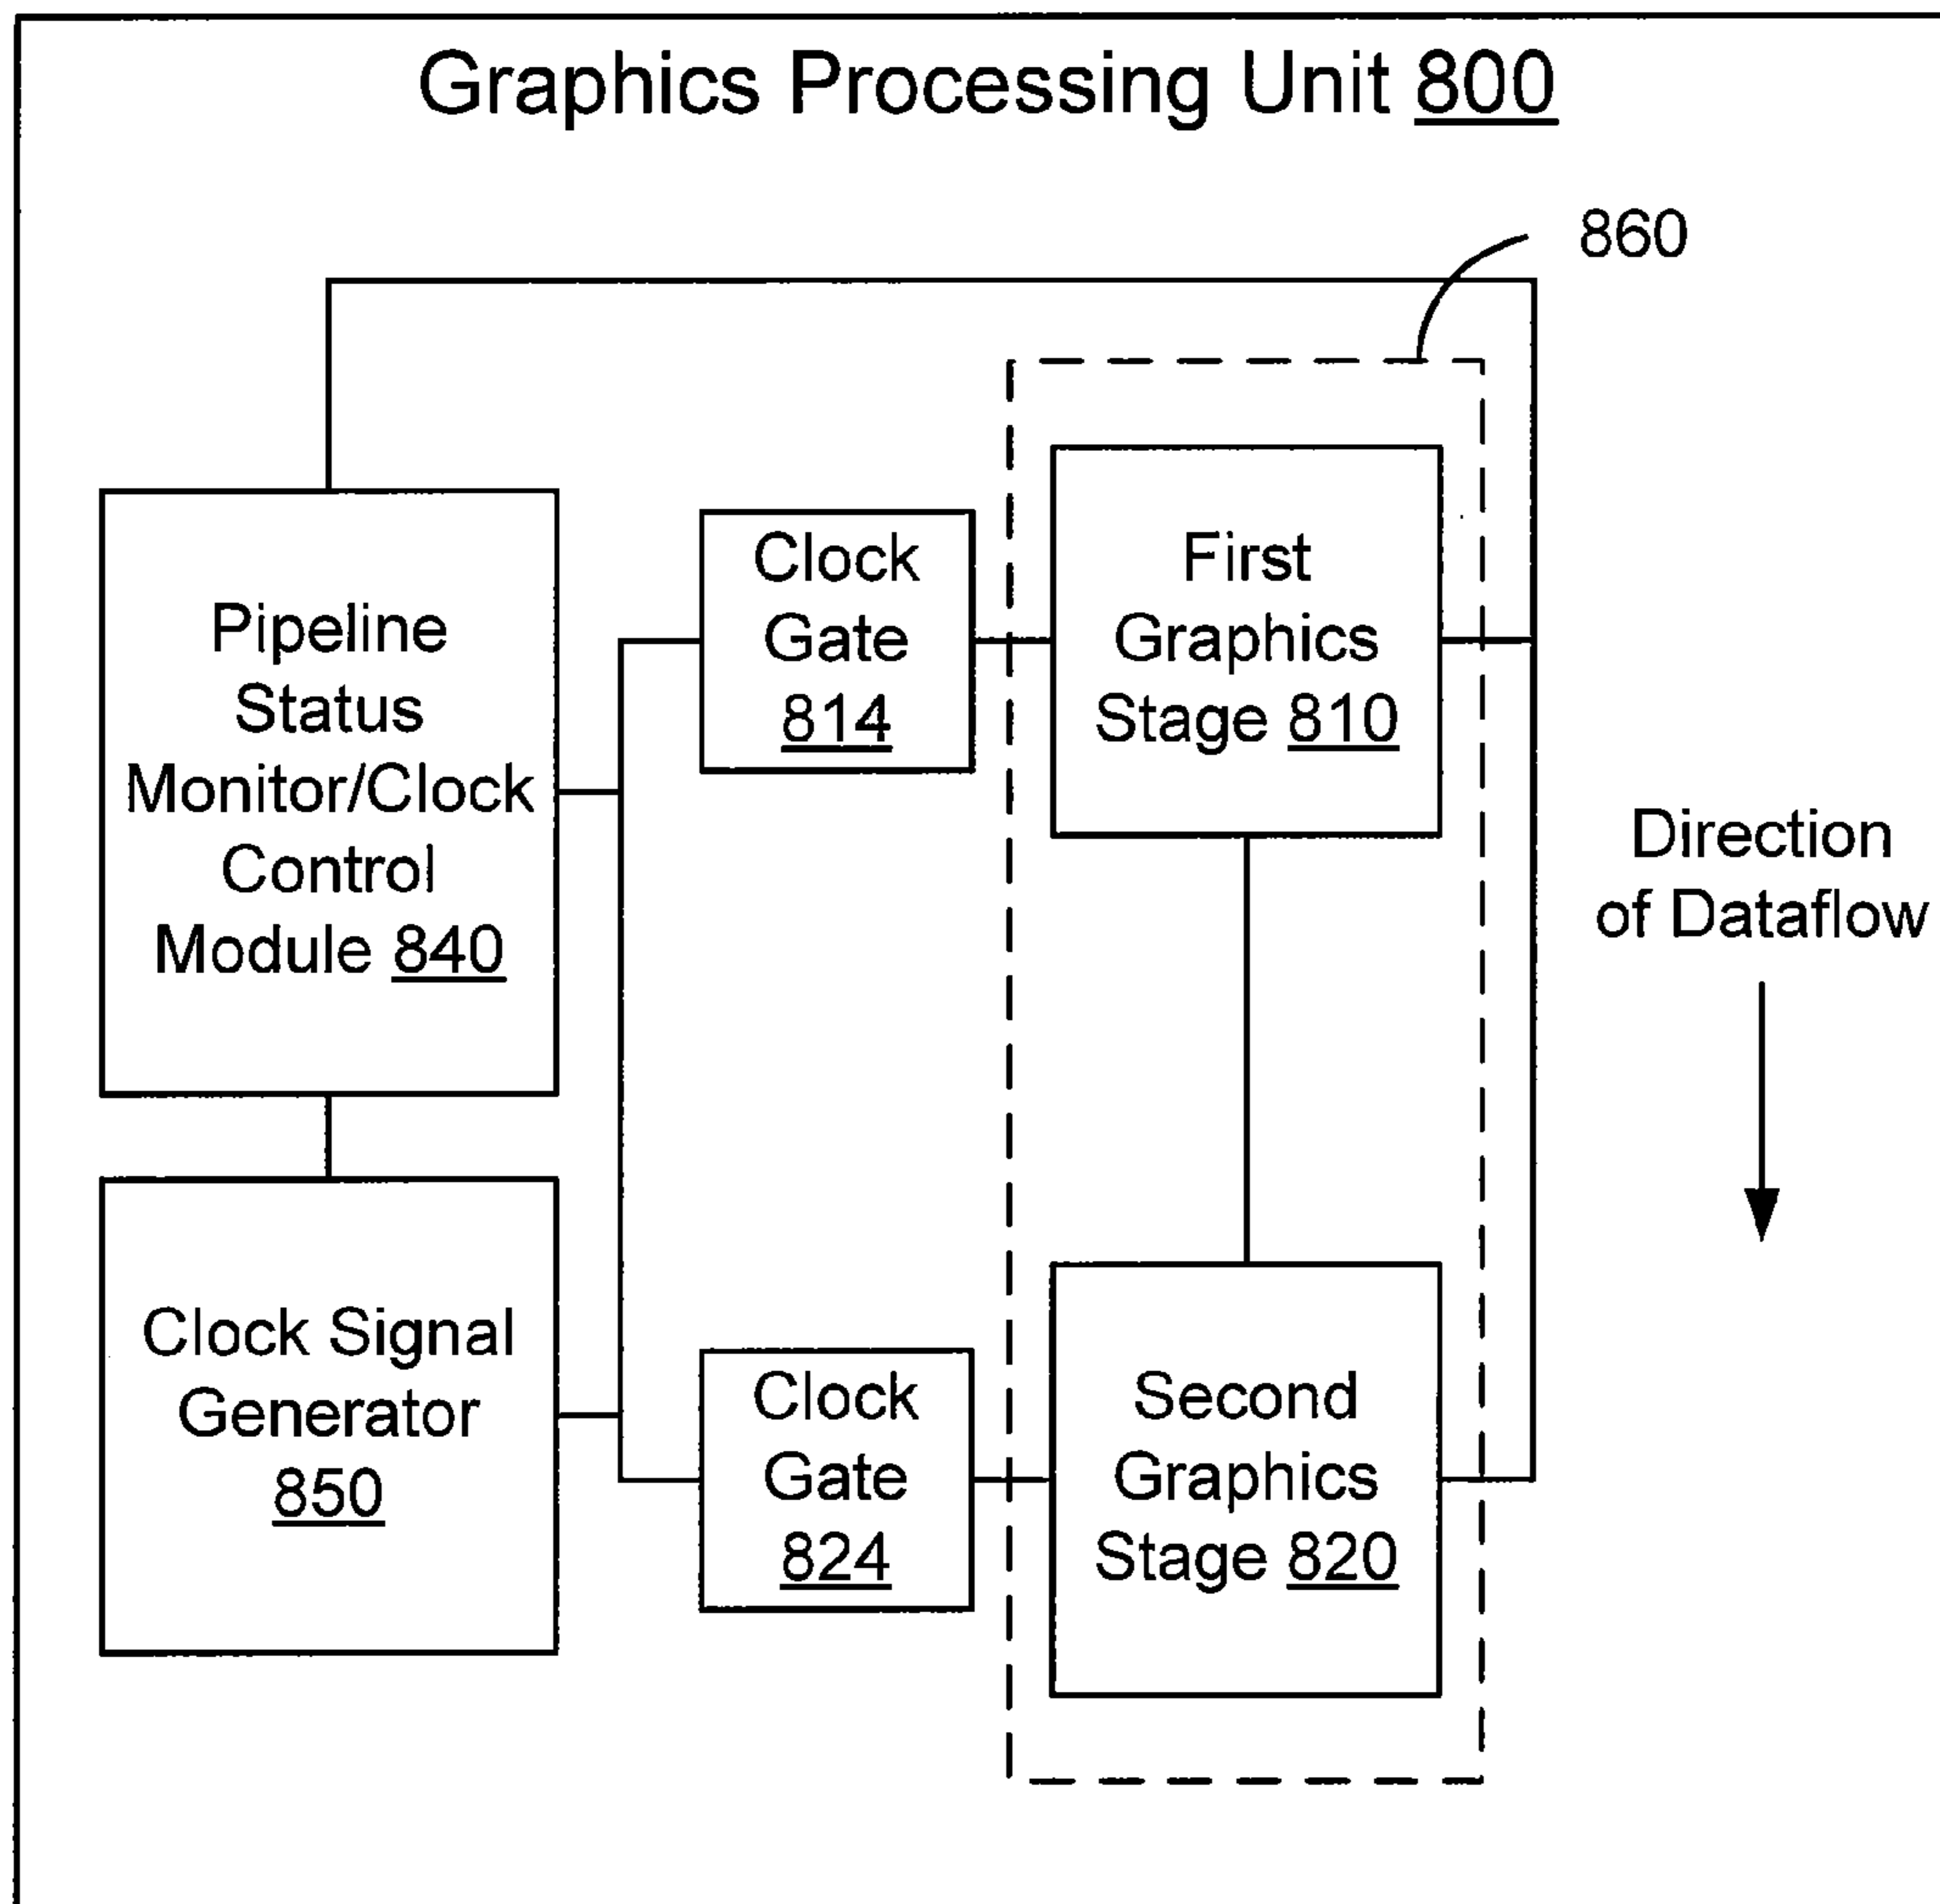 Graphics Processing Unit 800
860
Pipeline
Status
Monitor/Clock
Control
Module 840
Clock
Gate
814
First
Graphics
Stage 810
Direction
of Dataflow
Clock Signal
Generator
850
Clock
Gate
824
Second
Graphics
Stage 820